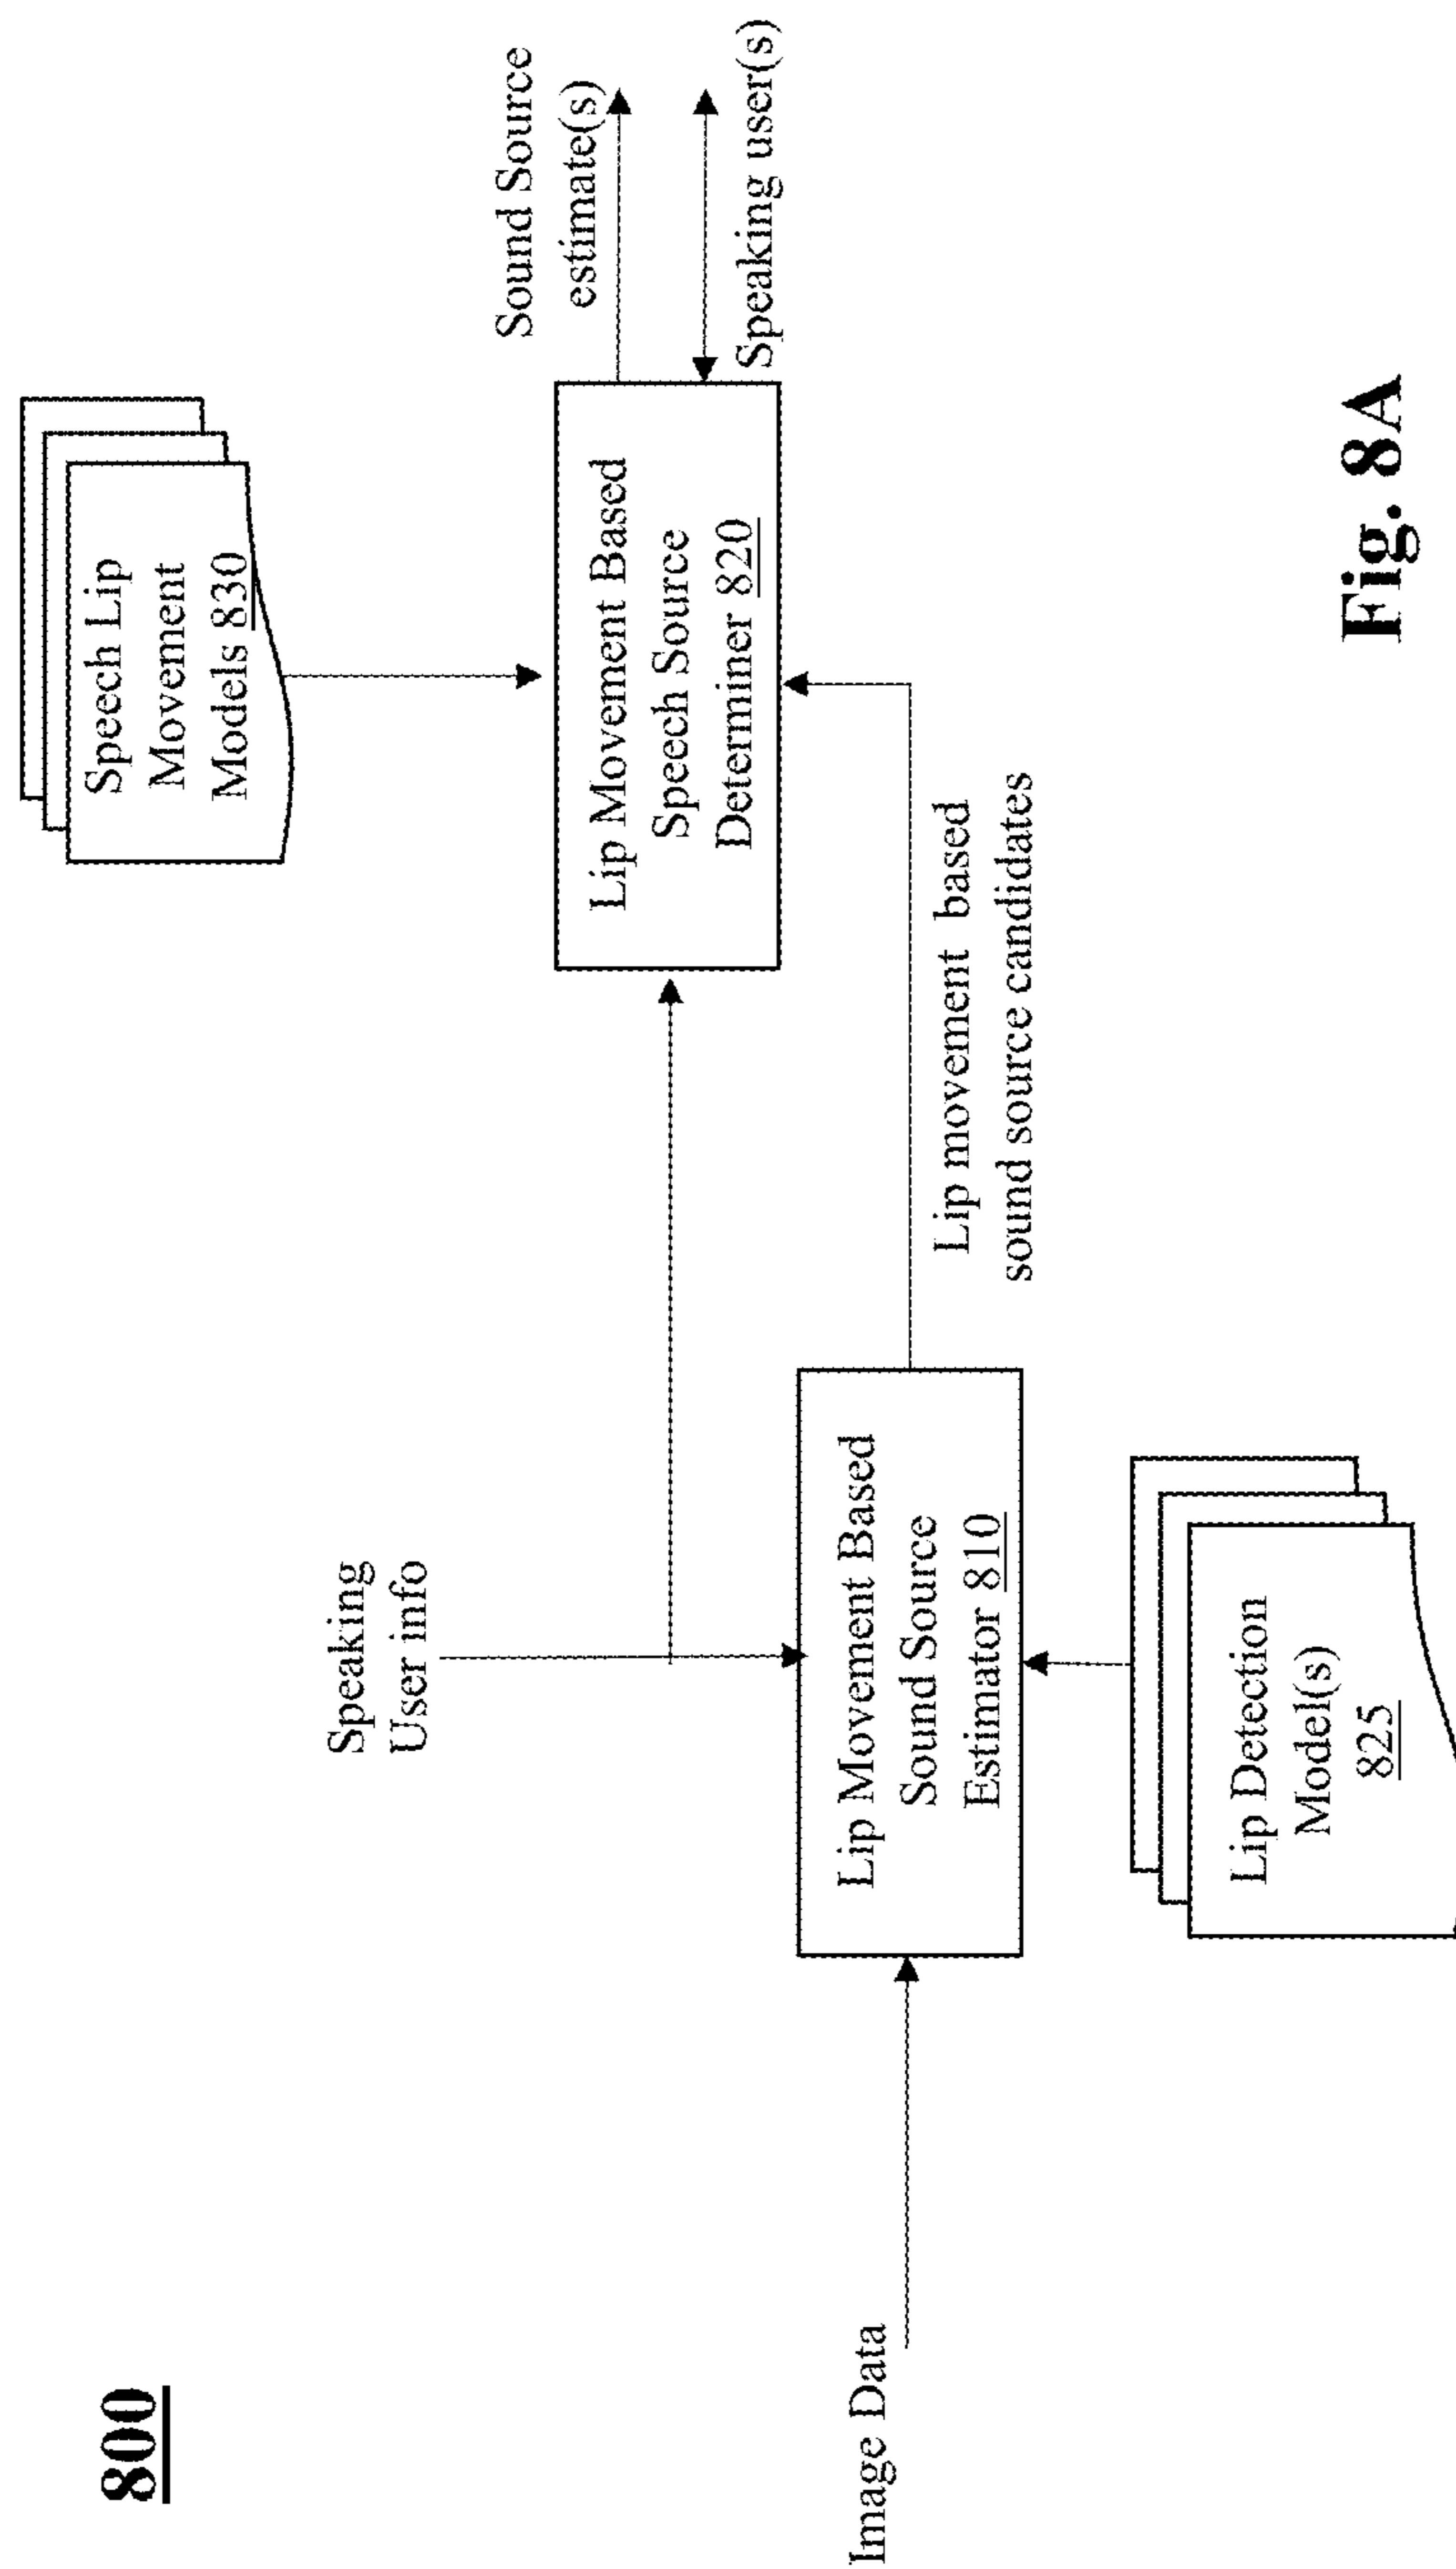 800
Speech Lip
Movement
Models 830
Speaking
User info
Sound Source
estimate(s)
Lip Movement Based
Speech Source
Determiner 820
Speaking user(s)
Image Data
Lip Movement Based
Sound Source
Estimator 810
Lip movement based
sound source candidates
Lip Detection
Model(s)
825
Fig. 8A